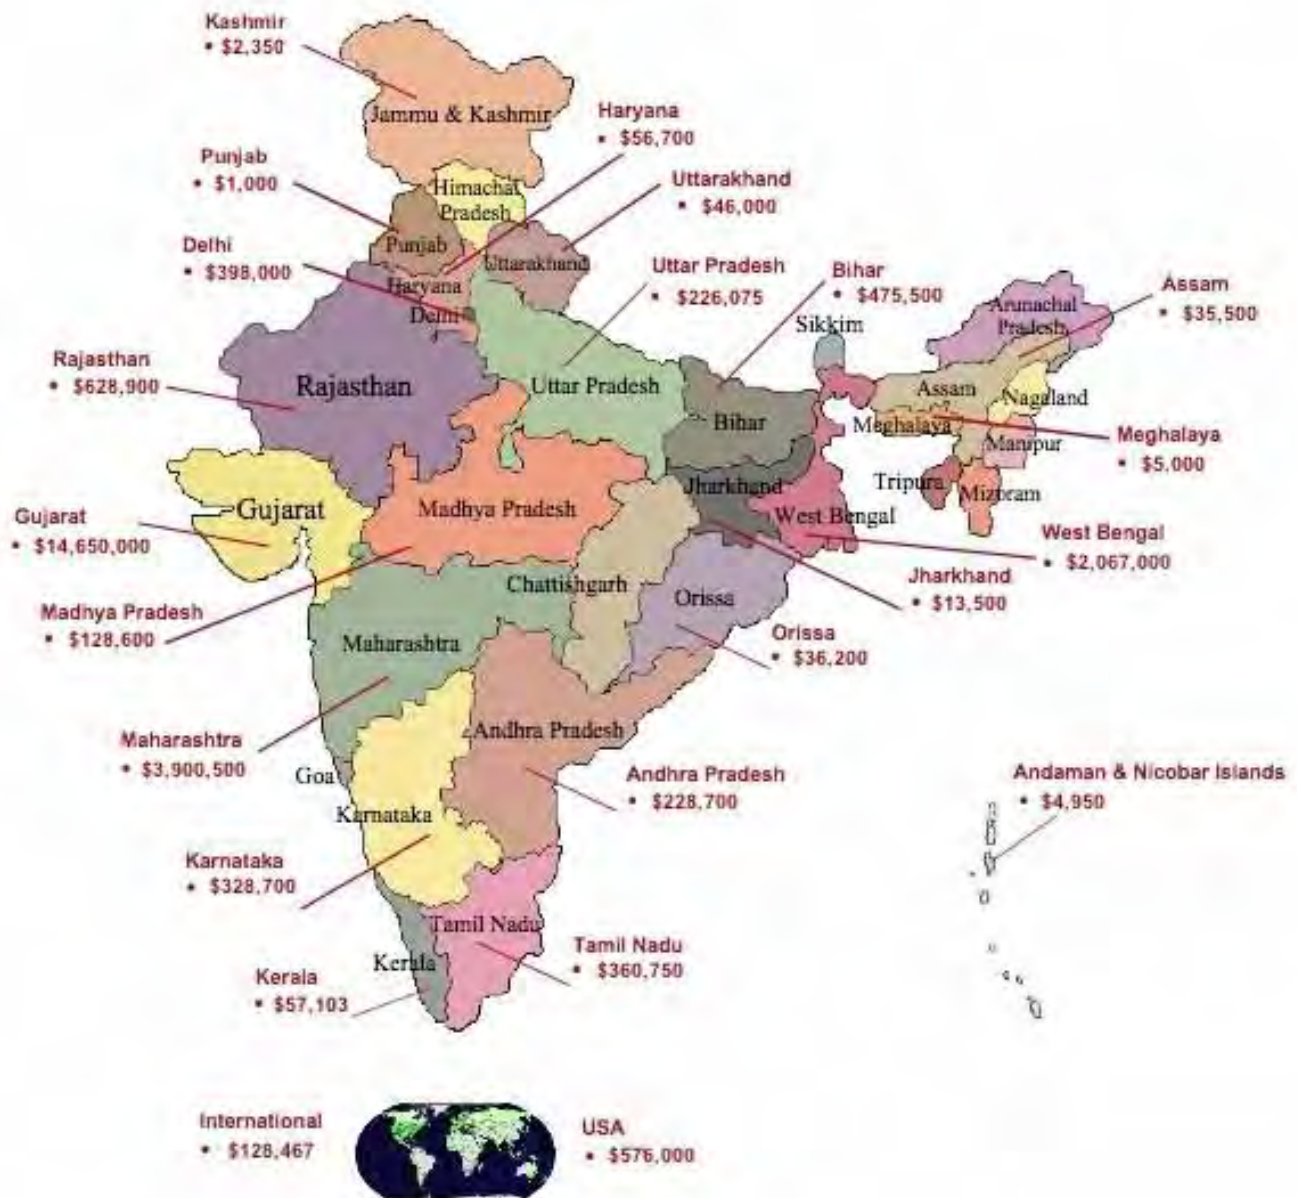 Kashmir
• $2,350
Jammu & Kashmir
Haryana
• $56,700
Punjab
• $1,000
Himachal
Pradesh
Uttarakhand
• $46,000
Punjab
Uttarakhand
Delhi
• $398,000
Haryana
Delhi
Uttar Pradesh
• $226,075
Bihar
• $475,500
Sikkim
Arunachal
Pradesh
Assam
• $35,500
Rajasthan
• $628,900
Rajasthan
Uttar Pradesh
Bihar
Assam
Nagaland
Meghalaya
Manipur
Meghalaya
• $5,000
Tripura
Mizoram
Gujarat
• $14,650,000
Gujarat
Madhya Pradesh
Jharkhand
West Bengal
West Bengal
• $2,067,000
Jharkhand
• $13,500
Chattishgarh
Orissa
Madhya Pradesh
• $128,600
Maharashtra
Orissa
• $36,200
Maharashtra
• $3,900,500
Andhra Pradesh
Goa
Andhra Pradesh
• $228,700
Andaman & Nicobar Islands
• $4,950
Karnataka
Karnataka
• $328,700
Tamil Nadu
Tamil Nadu
• $360,750
Kerala
Kerala
• $57,103
International
• $128,467
USA
• $576,000